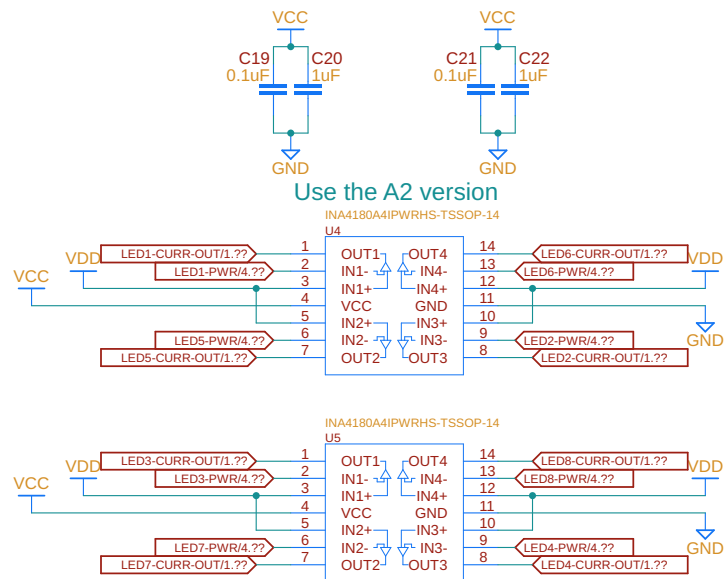 VCC VCC
C19 C20 C21 C22
0.1uF 1uF 0.1uF 1uF
GND GND
Use the A2 version
INA4180A4IPWRHS-TSSOP-14
U4
LED1-CURR-OUT/1.?? 1 OUT1 OUT4 14 LED6-CURR-OUT/1.??
VDD LED1-PWR/4.?? 2 IN1- IN4- 13 LED6-PWR/4.?? VDD
VCC 3 IN1+ IN4+ 12
4 VCC GND 11
5 IN2+ IN3+ 10
LED5-PWR/4.?? 6 IN2- IN3- 9 LED2-PWR/4.?? GND
LED5-CURR-OUT/1.?? 7 OUT2 OUT3 8 LED2-CURR-OUT/1.??
INA4180A4IPWRHS-TSSOP-14
U5
LED3-CURR-OUT/1.?? 1 OUT1 OUT4 14 LED8-CURR-OUT/1.??
VDD LED3-PWR/4.?? 2 IN1- IN4- 13 LED8-PWR/4.?? VDD
VCC 3 IN1+ IN4+ 12
4 VCC GND 11
5 IN2+ IN3+ 10
LED7-PWR/4.?? 6 IN2- IN3- 9 LED4-PWR/4.?? GND
LED7-CURR-OUT/1.?? 7 OUT2 OUT3 8 LED4-CURR-OUT/1.??